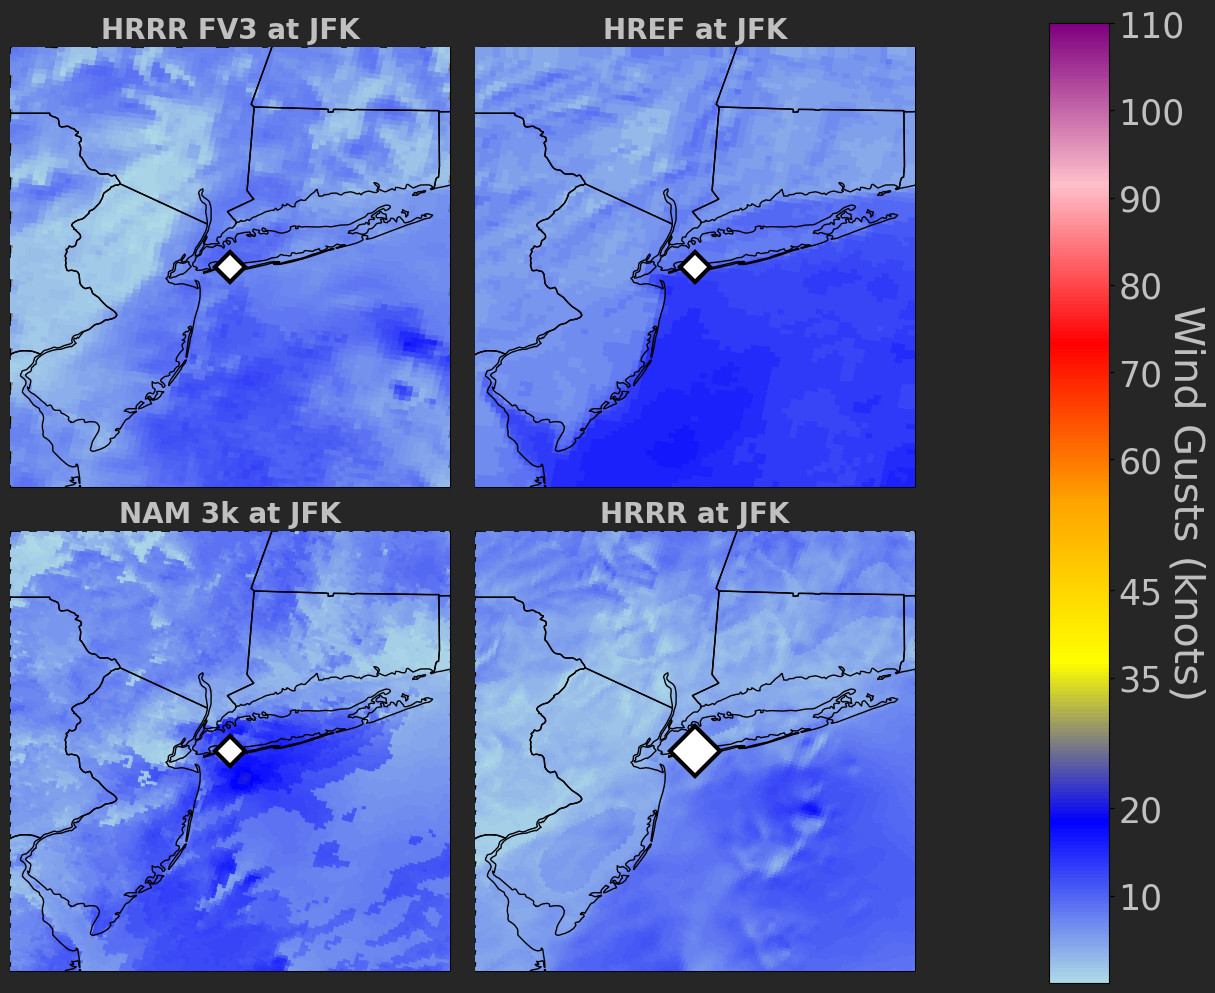 HRRR FV3 at JFK
HREF at JFK
NAM 3k at JFK
HRRR at JFK
110
100
90
80
70
60
45
35
20
10
Wind Gusts (knots)